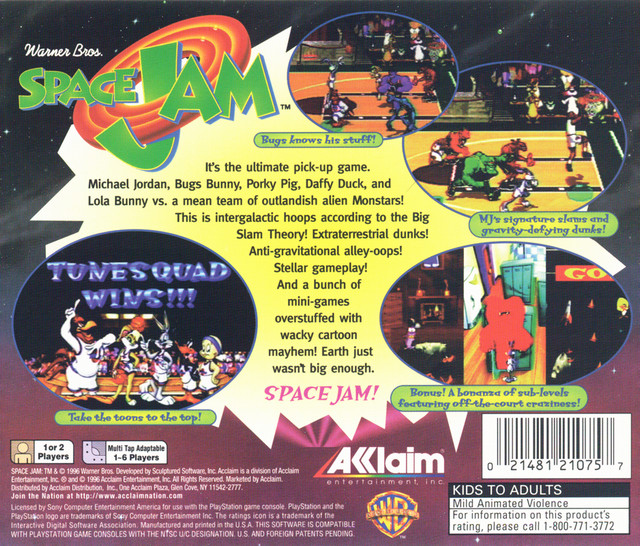 Warner Bros.
SPACE JAM™
Bugs knows his stuff!
MJ's signature slams and
gravity-defying dunks!
It's the ultimate pick-up game.
Michael Jordan, Bugs Bunny, Porky Pig, Daffy Duck, and
Lola Bunny vs. a mean team of outlandish alien Monstars!
This is intergalactic hoops according to the Big
Slam Theory! Extraterrestrial dunks!
Anti-gravitational alley-oops!
Stellar gameplay!
And a bunch of
mini-games
overstuffed with
wacky cartoon
mayhem! Earth just
wasn't big enough.
SPACE JAM!
TUNESQUAD
WINS!!!
Take the toons to the top!
GO
Bonus! A bonanza of sub-levels
featuring off-the-court craziness!
1 or 2
Players
Multi Tap Adaptable
1-6 Players
SPACE JAM: TM & © 1996 Warner Bros. Developed by Sculptured Software, Inc. Acclaim is a division of Acclaim
Entertainment, Inc. ® and © 1996 Acclaim Entertainment, Inc. All Rights Reserved. Marketed by Acclaim.
Distributed by Acclaim Distribution, Inc., One Acclaim Plaza, Glen Cove, NY 11542-2777.
Join the Nation at http://www.acclaimnation.com
Licensed by Sony Computer Entertainment America for use with the PlayStation game console. PlayStation and the
PlayStation logo are trademarks of Sony Computer Entertainment Inc. The ratings icon is a trademark of the
Interactive Digital Software Association. Manufactured and printed in the U.S.A. THIS SOFTWARE IS COMPATIBLE
WITH PLAYSTATION GAME CONSOLES WITH THE NTSC U/C DESIGNATION. U.S. AND FOREIGN PATENTS PENDING
AKKlaim
entertainment, inc.
WB
0 21481 21075 7
KIDS TO ADULTS
Mild Animated Violence
For information on this product's
rating, please call 1-800-771-3772